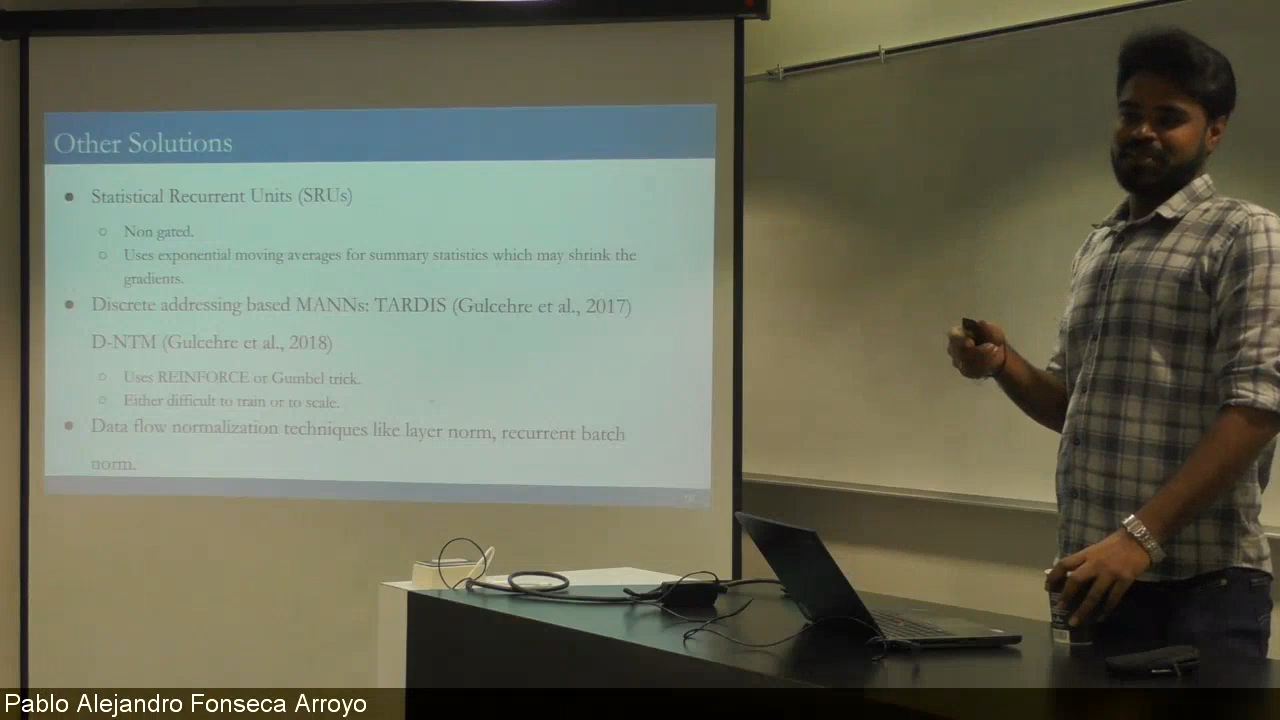 Other Solutions
● Statistical Recurrent Units (SRUs)
○ Non gated.
○ Uses exponential moving averages for summary statistics which may shrink the
gradients.
● Discrete addressing based MANNs: TARDIS (Gulcehre et al., 2017)
D-NTM (Gulcehre et al., 2018)
○ Uses REINFORCE or Gumbel trick.
○ Either difficult to train or to scale.
● Data flow normalization techniques like layer norm, recurrent batch
norm.
Pablo Alejandro Fonseca Arroyo